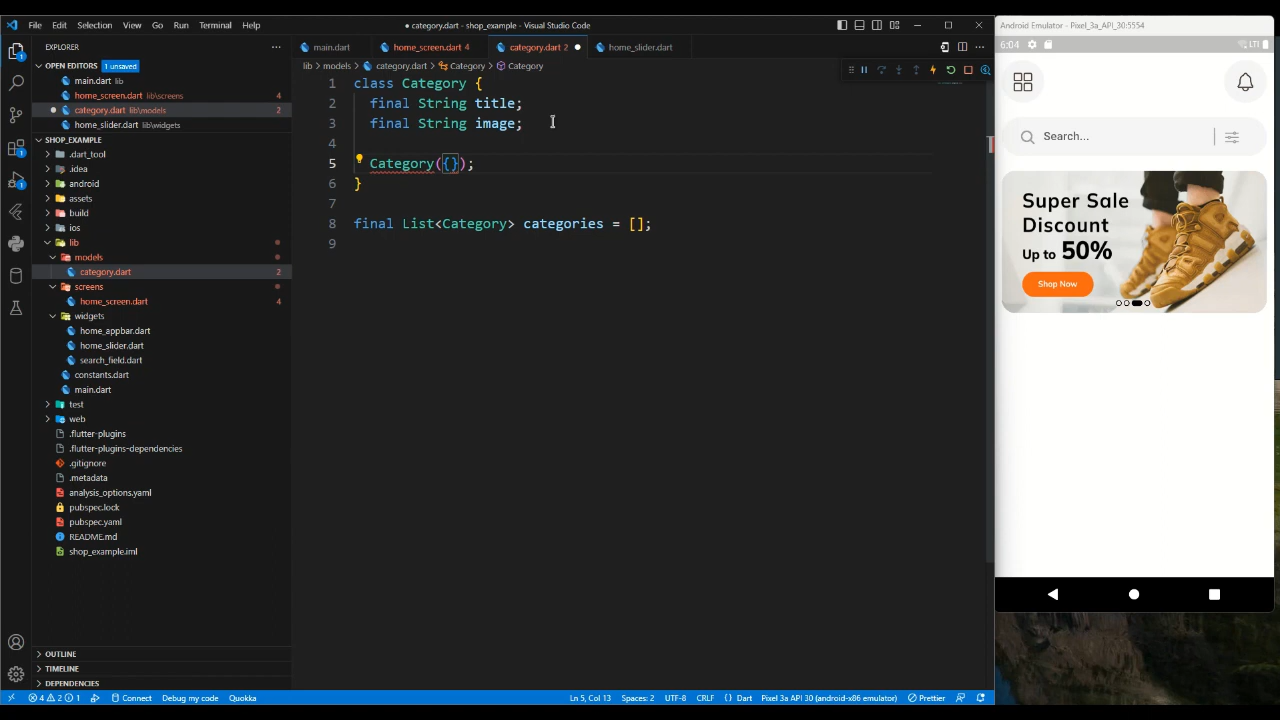 File Edit Selection View Go Run Terminal Help
● category.dart - shop_example - Visual Studio Code
EXPLORER
OPEN EDITORS 1 unsaved
main.dart lib
home_screen.dart lib\screens 4
category.dart lib\models 2
home_slider.dart lib\widgets
SHOP_EXAMPLE
.dart_tool
.idea
android
assets
build
ios
lib
models
category.dart 2
screens
home_screen.dart 4
widgets
home_appbar.dart
home_slider.dart
search_field.dart
constants.dart
main.dart
test
web
.flutter-plugins
.flutter-plugins-dependencies
.gitignore
.metadata
analysis_options.yaml
pubspec.lock
pubspec.yaml
README.md
shop_example.iml
OUTLINE
TIMELINE
DEPENDENCIES
main.dart home_screen.dart 4 category.dart 2 home_slider.dart
lib > models > category.dart > Category > Category
1 class Category {
2 final String title;
3 final String image;
4
5 Category({});
6 }
7
8 final List<Category> categories = [];
9
4 2 1 Connect Debug my code Quokka Ln 5, Col 13 Spaces: 2 UTF-8 CRLF {} Dart Pixel 3a API 30 (android-x86 emulator) Prettier
Android Emulator - Pixel_3a_API_30:5554
6:04 LTE
Search...
Super Sale
Discount
Up to 50%
Shop Now